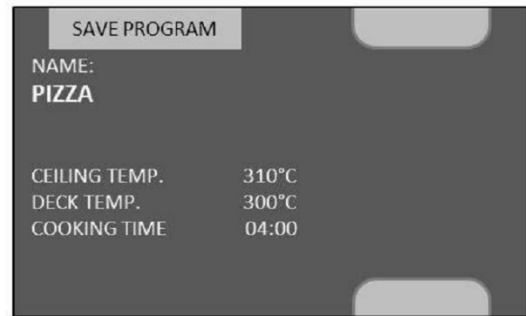 SAVE PROGRAM
NAME:
PIZZA
CEILING TEMP. 310°C
DECK TEMP. 300°C
COOKING TIME 04:00